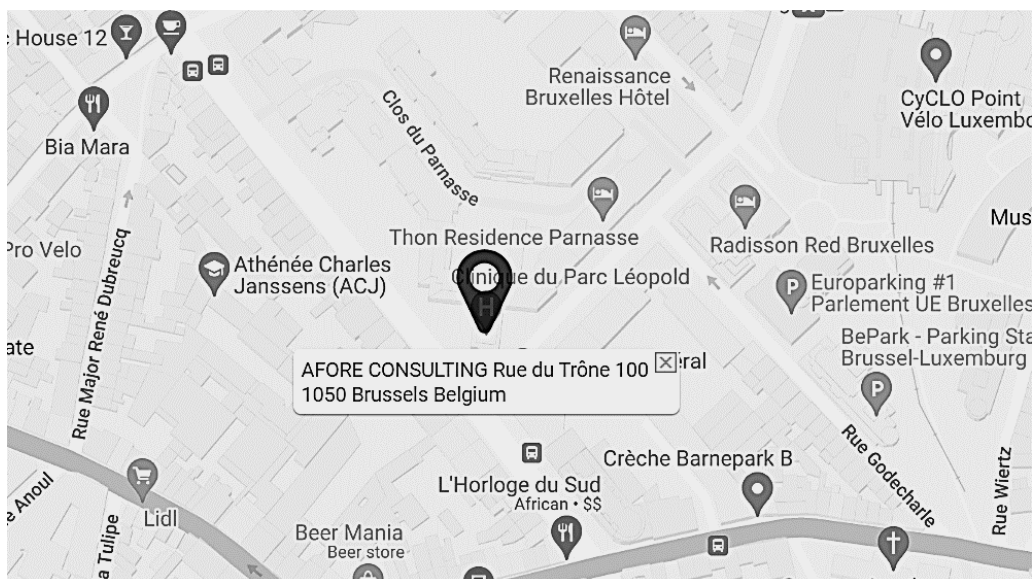 c House 12
Bia Mara
Pro Velo
Rue Major René Dubreucq
Athénée Charles
Janssens (ACJ)
Clos du Parnasse
Renaissance
Bruxelles Hôtel
CyCLO Point
Vélo Luxembo
Thon Residence Parnasse
Radisson Red Bruxelles
Mus
Clinique du Parc Léopold
H
Europarking #1
Parlement UE Bruxelles
P
BePark - Parking Sta
Brussel-Luxemburg
P
ate
AFORE CONSULTING Rue du Trône 100
1050 Brussels Belgium
éral
Rue Godecharle
Rue Wiertz
Crèche Barnepark B
L'Horloge du Sud
African • $$
Beer Mania
Beer store
Lidl
e Anoul
a Tulipe